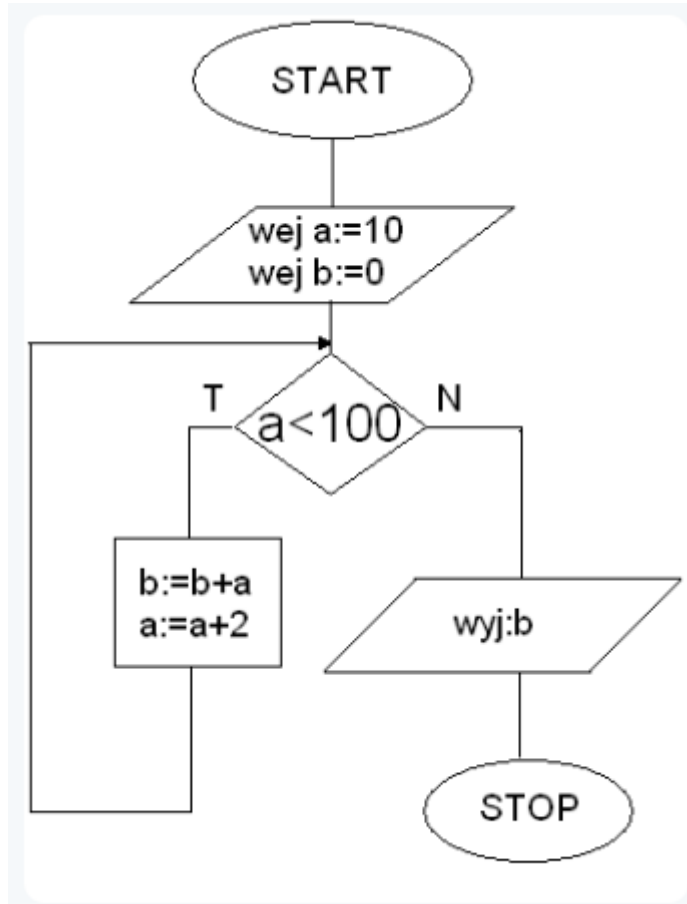 START
wej a:=10
wej b:=0
T
N
a<100
b:=b+a
a:=a+2
wyj:b
STOP